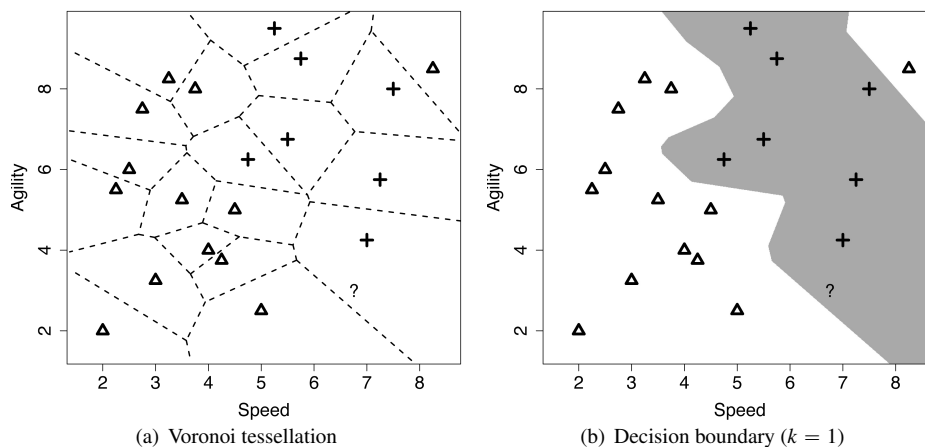 Agility
8
6
4
2
?
2 3 4 5 6 7 8
Speed
(a) Voronoi tessellation
Agility
8
6
4
2
?
2 3 4 5 6 7 8
Speed
(b) Decision boundary (k = 1)